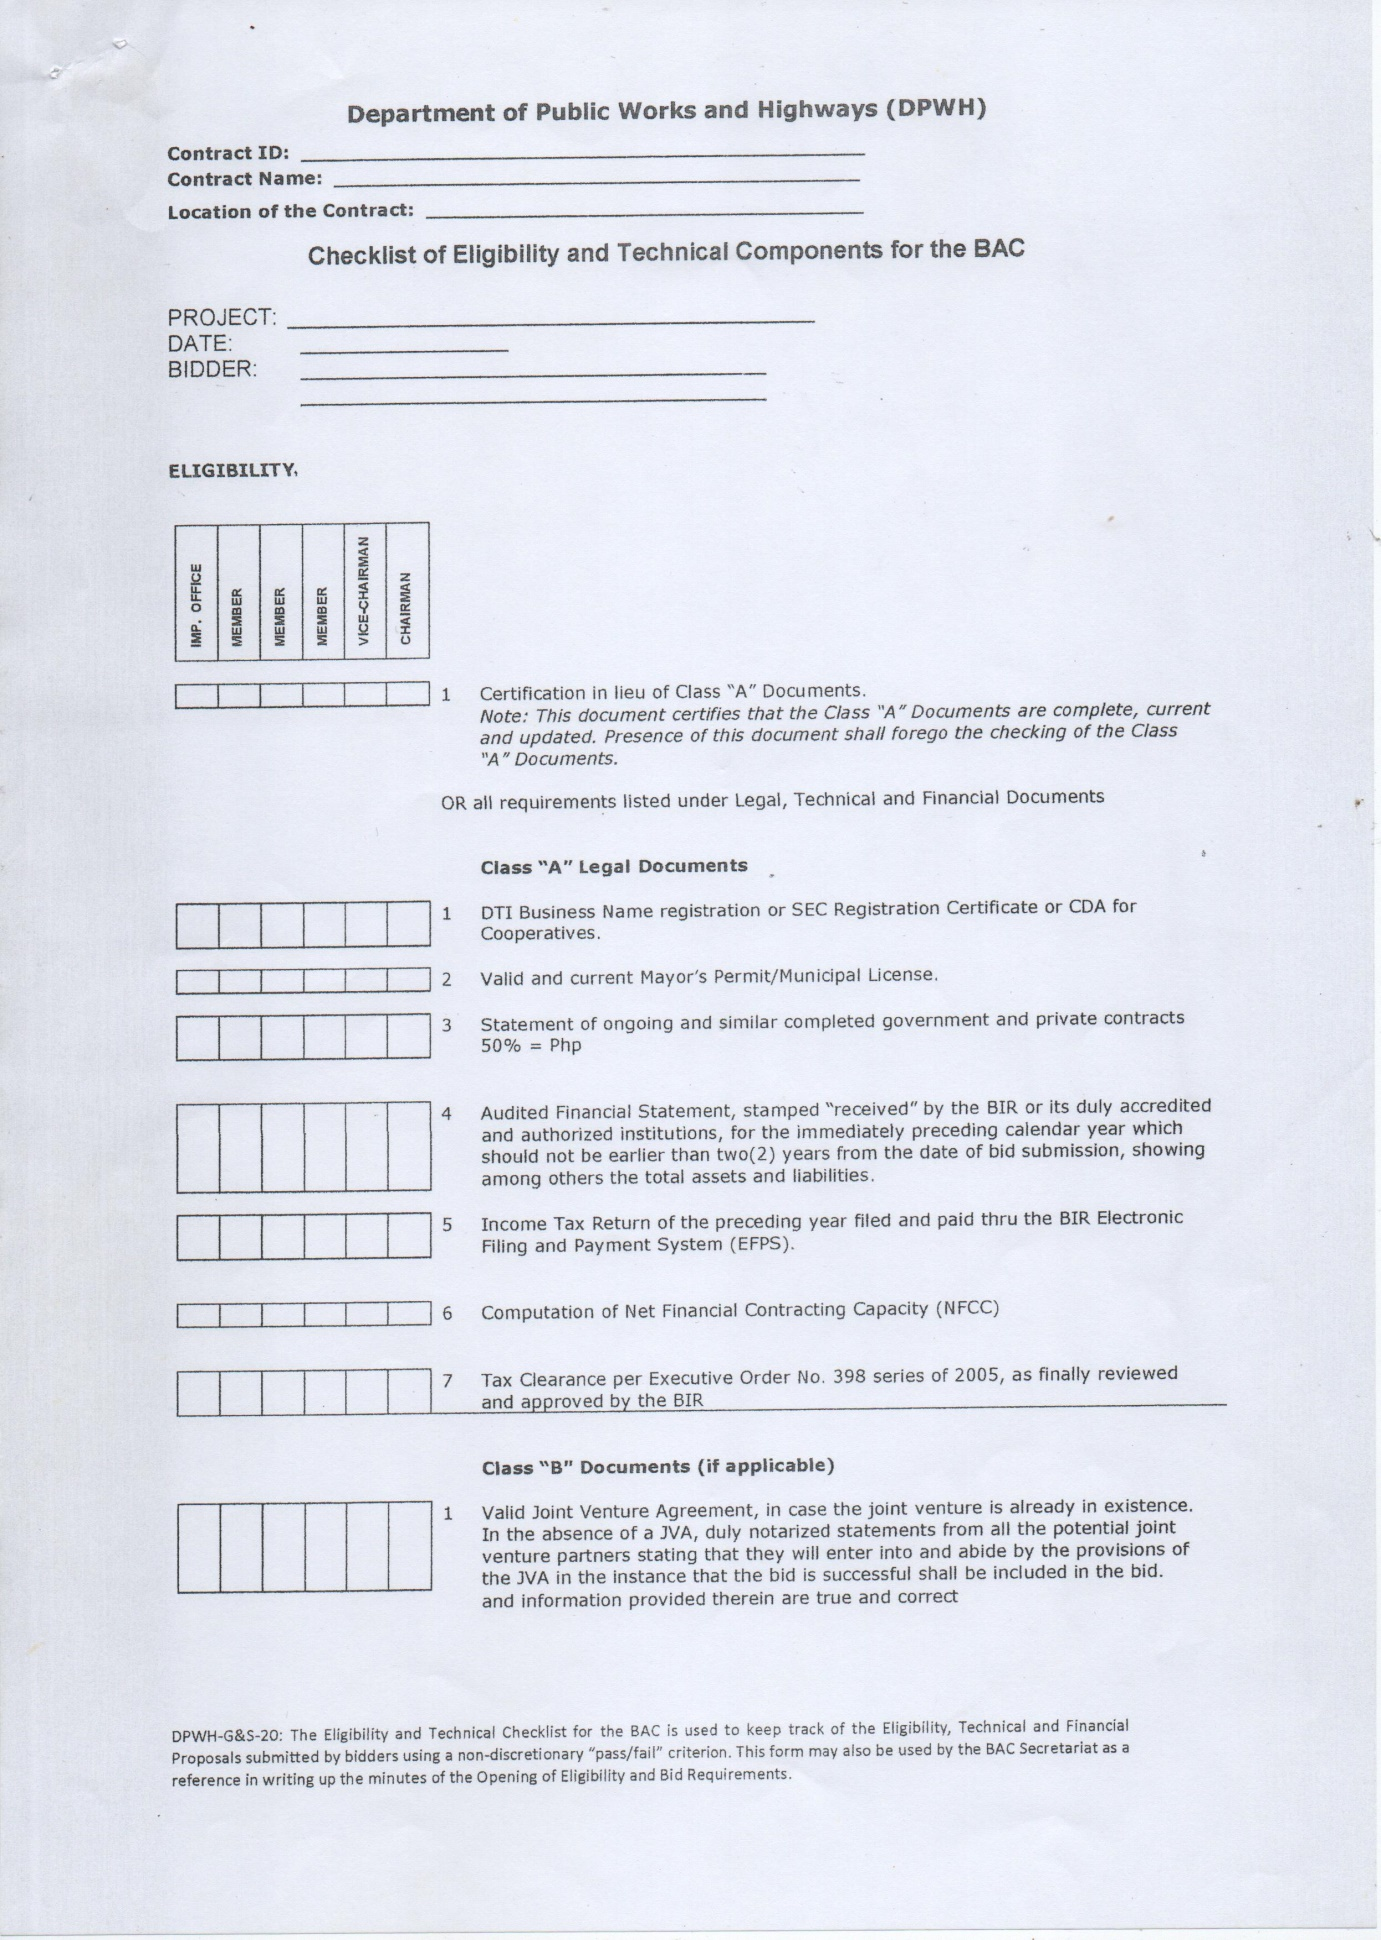 Department of Public Works and Highways (DPWH)
Contract ID:
Contract Name:
Location of the Contract:
Checklist of Eligibility and Technical Components for the BAC
PROJECT:
DATE:
BIDDER:
ELIGIBILITY.
IMP. OFFICE
MEMBER
MEMBER
MEMBER
VICE-CHAIRMAN
CHAIRMAN
1 Certification in lieu of Class “A” Documents.
Note: This document certifies that the Class “A” Documents are complete, current
and updated. Presence of this document shall forego the checking of the Class
“A” Documents.
OR all requirements listed under Legal, Technical and Financial Documents
Class “A” Legal Documents
1 DTI Business Name registration or SEC Registration Certificate or CDA for
Cooperatives.
2 Valid and current Mayor’s Permit/Municipal License.
3 Statement of ongoing and similar completed government and private contracts
50% = Php
4 Audited Financial Statement, stamped “received” by the BIR or its duly accredited
and authorized institutions, for the immediately preceding calendar year which
should not be earlier than two(2) years from the date of bid submission, showing
among others the total assets and liabilities.
5 Income Tax Return of the preceding year filed and paid thru the BIR Electronic
Filing and Payment System (EFPS).
6 Computation of Net Financial Contracting Capacity (NFCC)
7 Tax Clearance per Executive Order No. 398 series of 2005, as finally reviewed
and approved by the BIR
Class “B” Documents (if applicable)
1 Valid Joint Venture Agreement, in case the joint venture is already in existence.
In the absence of a JVA, duly notarized statements from all the potential joint
venture partners stating that they will enter into and abide by the provisions of
the JVA in the instance that the bid is successful shall be included in the bid.
and information provided therein are true and correct
DPWH-G&S-20: The Eligibility and Technical Checklist for the BAC is used to keep track of the Eligibility, Technical and Financial
Proposals submitted by bidders using a non-discretionary “pass/fail” criterion. This form may also be used by the BAC Secretariat as a
reference in writing up the minutes of the Opening of Eligibility and Bid Requirements.